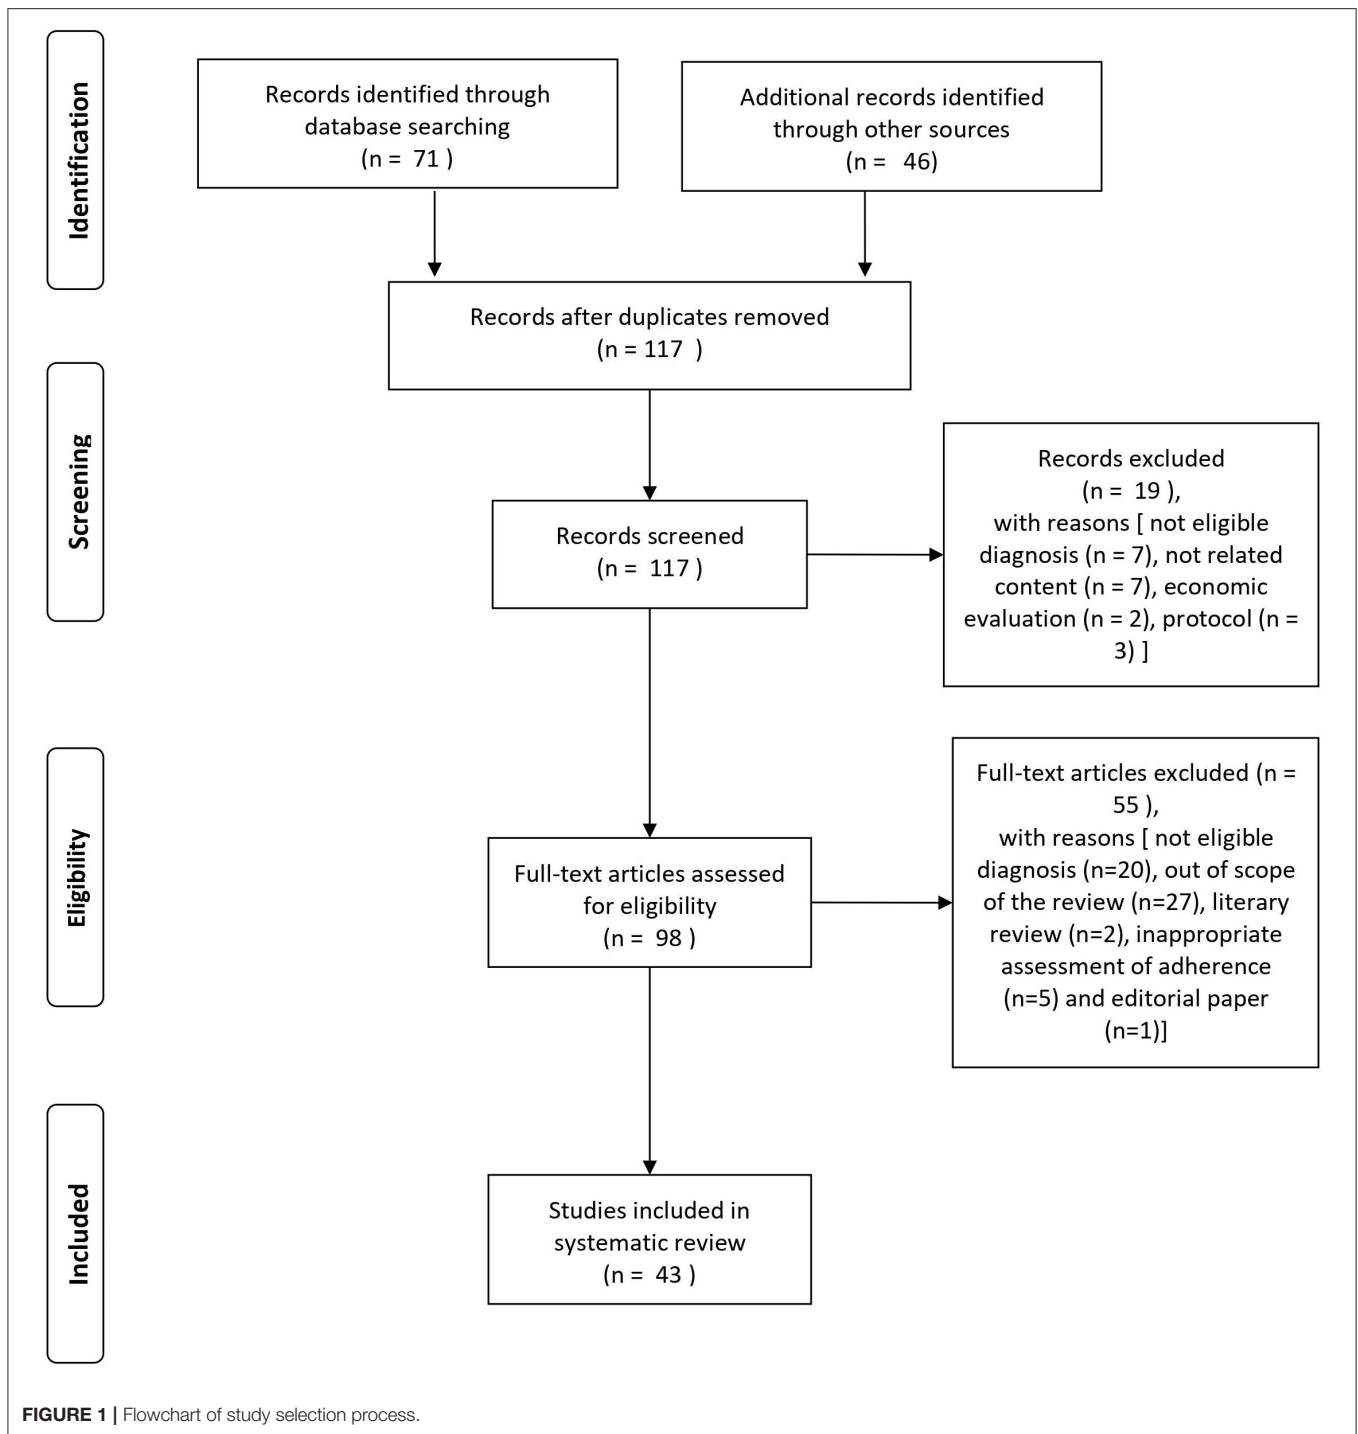 Identification
Records identified through
database searching
(n = 71 )
Additional records identified
through other sources
(n = 46)
Records after duplicates removed
(n = 117 )
Screening
Records screened
(n = 117 )
Records excluded
(n = 19 ),
with reasons [ not eligible
diagnosis (n = 7), not related
content (n = 7), economic
evaluation (n = 2), protocol (n =
3) ]
Eligibility
Full-text articles assessed
for eligibility
(n = 98 )
Full-text articles excluded (n =
55 ),
with reasons [ not eligible
diagnosis (n=20), out of scope
of the review (n=27), literary
review (n=2), inappropriate
assessment of adherence
(n=5) and editorial paper
(n=1)]
Included
Studies included in
systematic review
(n = 43 )
FIGURE 1 | Flowchart of study selection process.